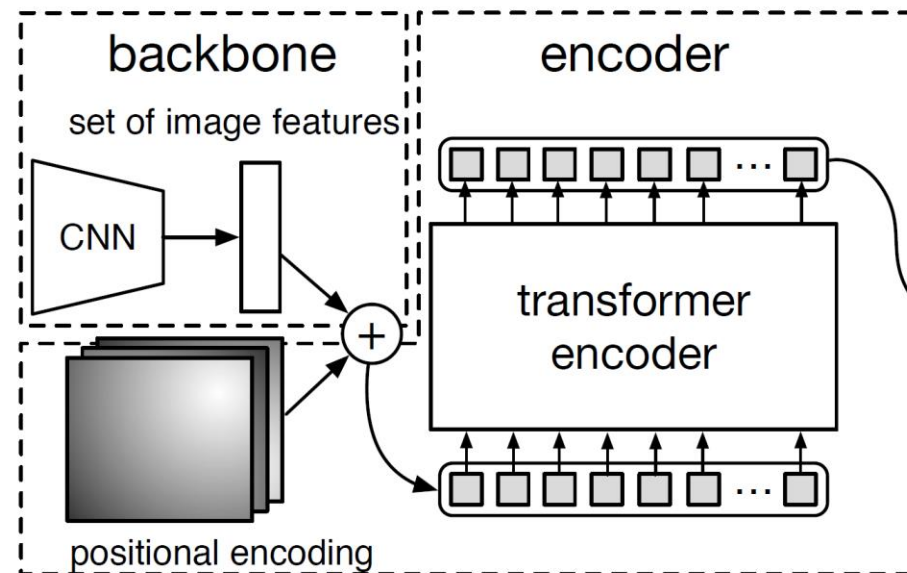 backbone
set of image features
CNN
+
positional encoding
encoder
...
transformer
encoder
...